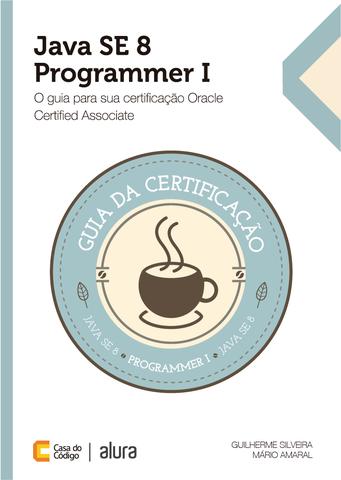 Java SE 8
Programmer I
O guia para sua certificação Oracle
Certified Associate
GUIA DA CERTIFICAÇÃO
JAVA SE 8 PROGRAMMER I JAVA SE 8
Casa do
Código
alura
GUILHERME SILVEIRA
MÁRIO AMARAL